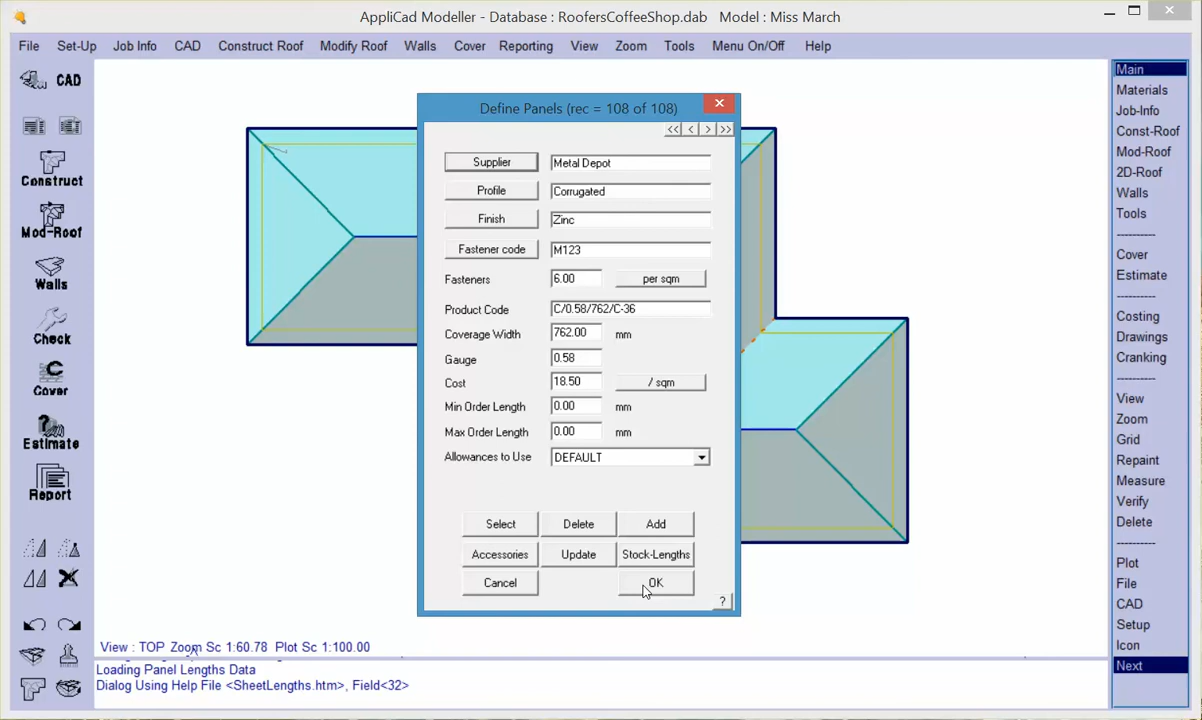 AppliCad Modeller - Database : RoofersCoffeeShop.dab   Model : Miss March
File Set-Up Job Info CAD Construct Roof Modify Roof Walls Cover Reporting View Zoom Tools Menu On/Off Help
CAD
Construct
Mod-Roof
Walls
Check
Cover
Estimate
Report
Define Panels (rec = 108 of 108)
<< < > >>
Supplier Metal Depot
Profile Corrugated
Finish Zinc
Fastener code M123
Fasteners 6.00 per sqm
Product Code C/0.58/762/C-36
Coverage Width 762.00 mm
Gauge 0.58
Cost 18.50 / sqm
Min Order Length 0.00 mm
Max Order Length 0.00 mm
Allowances to Use DEFAULT
Select Delete Add
Accessories Update Stock-Lengths
Cancel OK
?
Main
Materials
Job-Info
Const-Roof
Mod-Roof
2D-Roof
Walls
Tools
----------
Cover
Estimate
----------
Costing
Drawings
Cranking
----------
View
Zoom
Grid
Repaint
Measure
Verify
Delete
----------
Plot
File
CAD
Setup
Icon
Next
View : TOP Zoom Sc 1:60.78 Plot Sc 1:100.00
Loading Panel Lengths Data
Dialog Using Help File <SheetLengths.htm>, Field<32>